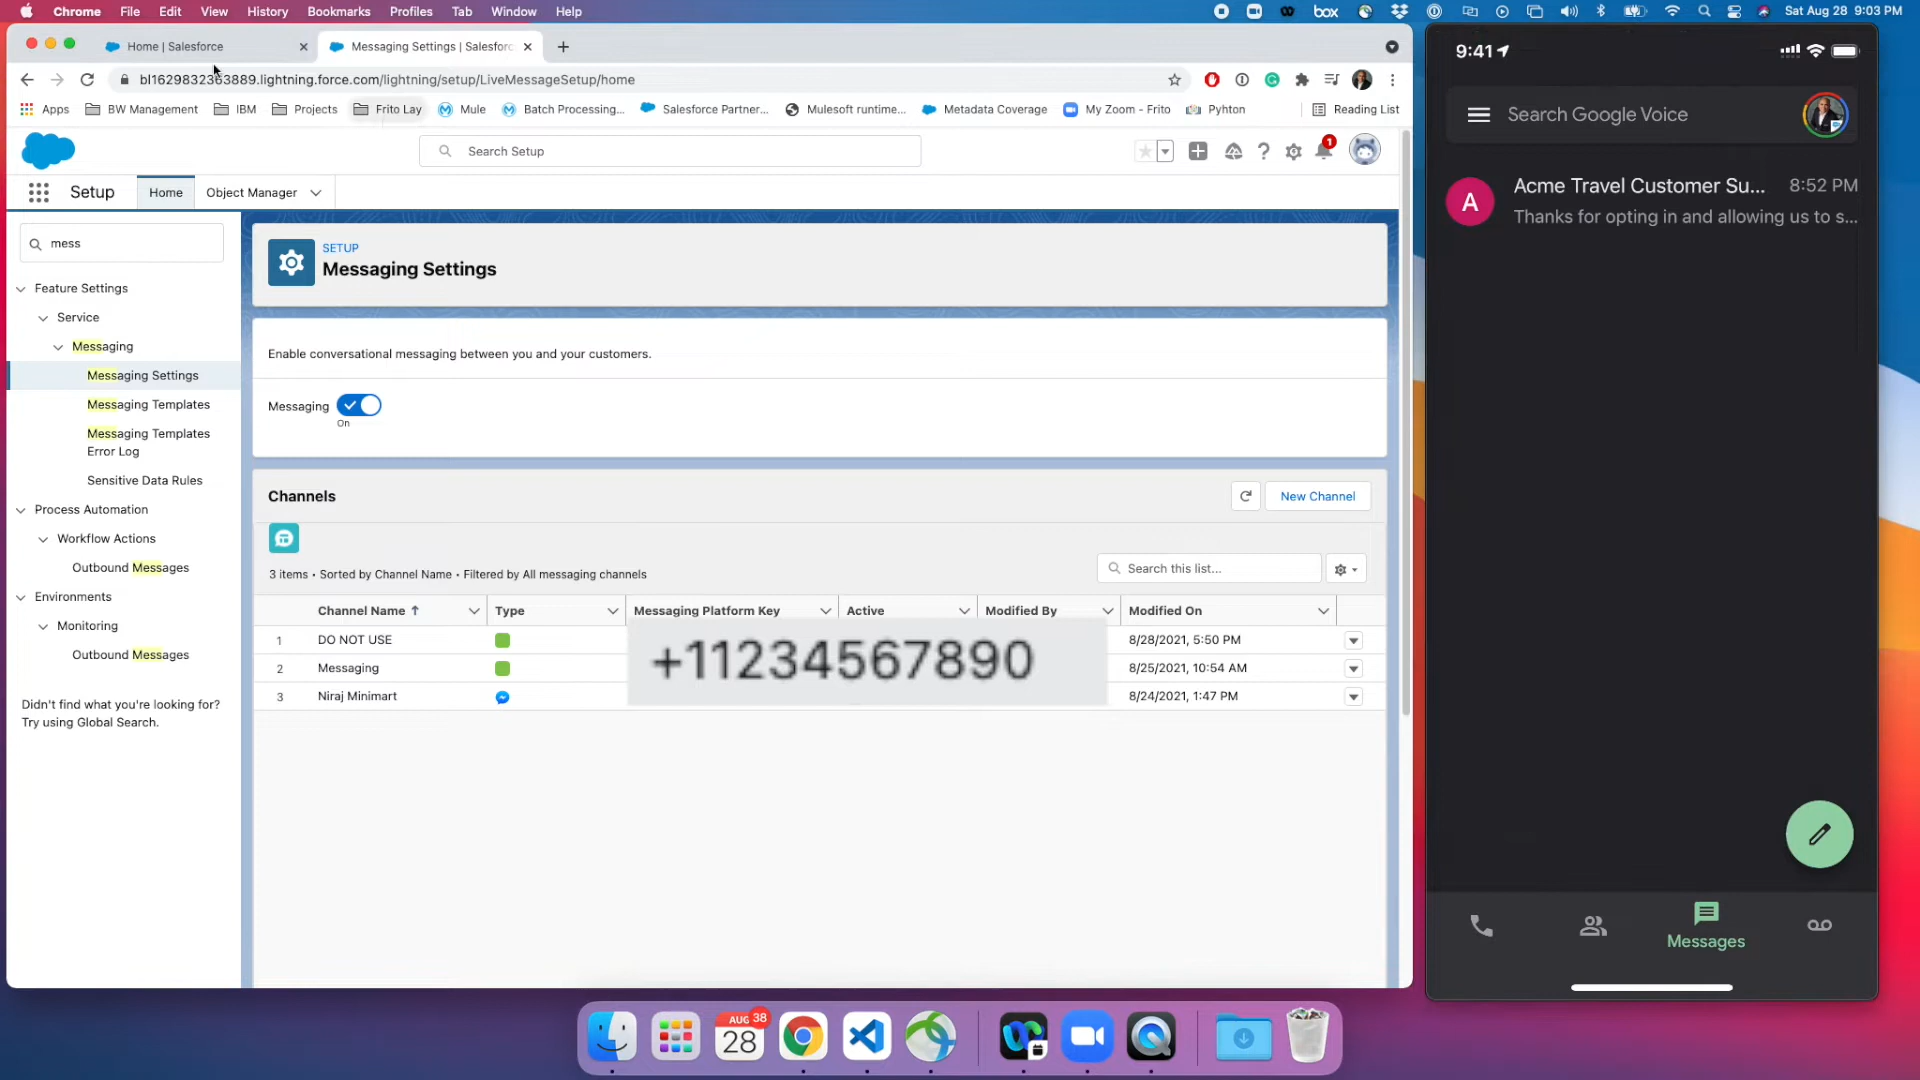 Chrome File Edit View History Bookmarks Profiles Tab Window Help box Sat Aug 28 9:03 PM
Home | Salesforce Messaging Settings | Salesforc
bl1629832363889.lightning.force.com/lightning/setup/LiveMessageSetup/home
Apps BW Management IBM Projects Frito Lay Mule Batch Processing... Salesforce Partner... Mulesoft runtime... Metadata Coverage My Zoom - Frito Pyhton Reading List
Search Setup
1
Setup Home Object Manager
mess
Feature Settings
Service
Messaging
Messaging Settings
Messaging Templates
Messaging Templates
Error Log
Sensitive Data Rules
Process Automation
Workflow Actions
Outbound Messages
Environments
Monitoring
Outbound Messages
Didn't find what you're looking for?
Try using Global Search.
SETUP
Messaging Settings
Enable conversational messaging between you and your customers.
Messaging
On
Channels
New Channel
3 items • Sorted by Channel Name • Filtered by All messaging channels
Search this list...
Channel Name Type Messaging Platform Key Active Modified By Modified On
1 DO NOT USE 8/28/2021, 5:50 PM
2 Messaging 8/25/2021, 10:54 AM
3 Niraj Minimart 8/24/2021, 1:47 PM
+11234567890
9:41
Search Google Voice
A
Acme Travel Customer Su... 8:52 PM
Thanks for opting in and allowing us to s...
Messages
AUG 38
28